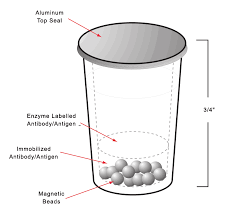 Aluminum
Top Seal
3/4"
Enzyme Labelled
Antibody/Antigen
Immobilized
Antibody/Antigen
Magnetic
Beads